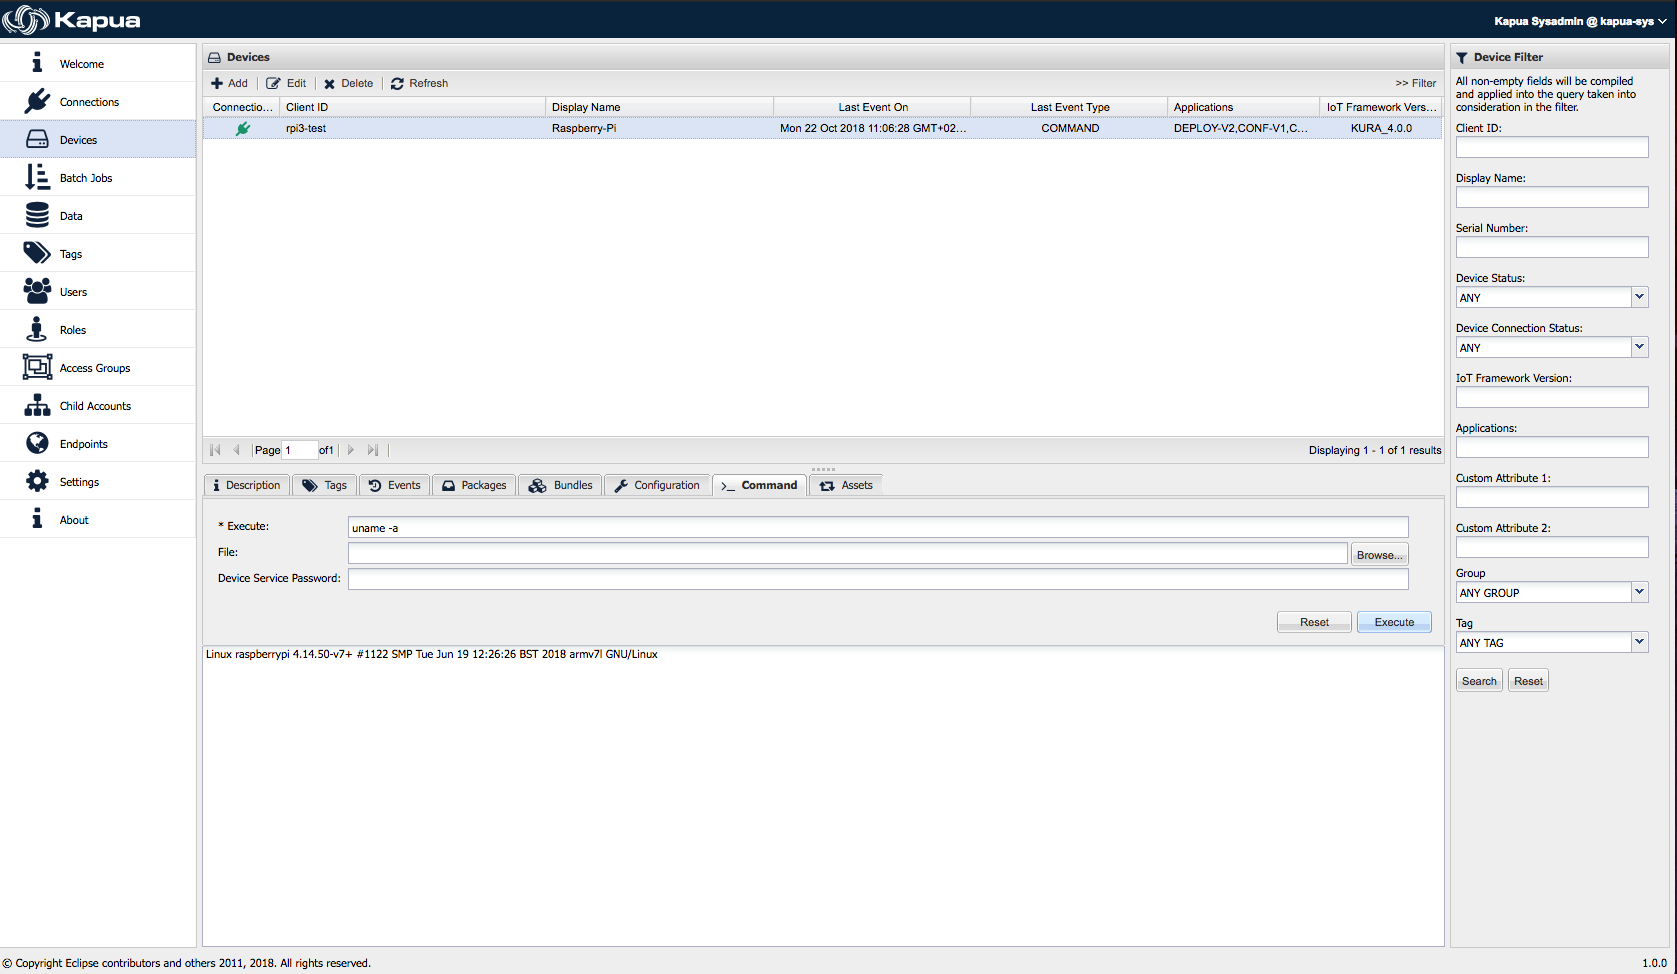 Kapua
Kapua Sysadmin @ kapua-sys
Welcome
Connections
Devices
Batch Jobs
Data
Tags
Users
Roles
Access Groups
Child Accounts
Endpoints
Settings
About
Devices
Add Edit Delete Refresh >> Filter
Connectio... Client ID Display Name Last Event On Last Event Type Applications IoT Framework Vers...
rpi3-test Raspberry-Pi Mon 22 Oct 2018 11:06:28 GMT+02... COMMAND DEPLOY-V2,CONF-V1,C... KURA_4.0.0
Page 1 of1 Displaying 1 - 1 of 1 results
Description Tags Events Packages Bundles Configuration Command Assets
* Execute: uname -a
File: Browse...
Device Service Password:
Reset Execute
Linux raspberrypi 4.14.50-v7+ #1122 SMP Tue Jun 19 12:26:26 BST 2018 armv7l GNU/Linux
Device Filter
All non-empty fields will be compiled
and applied into the query taken into
consideration in the filter.
Client ID:
Display Name:
Serial Number:
Device Status:
ANY
Device Connection Status:
ANY
IoT Framework Version:
Applications:
Custom Attribute 1:
Custom Attribute 2:
Group
ANY GROUP
Tag
ANY TAG
Search Reset
© Copyright Eclipse contributors and others 2011, 2018. All rights reserved. 1.0.0